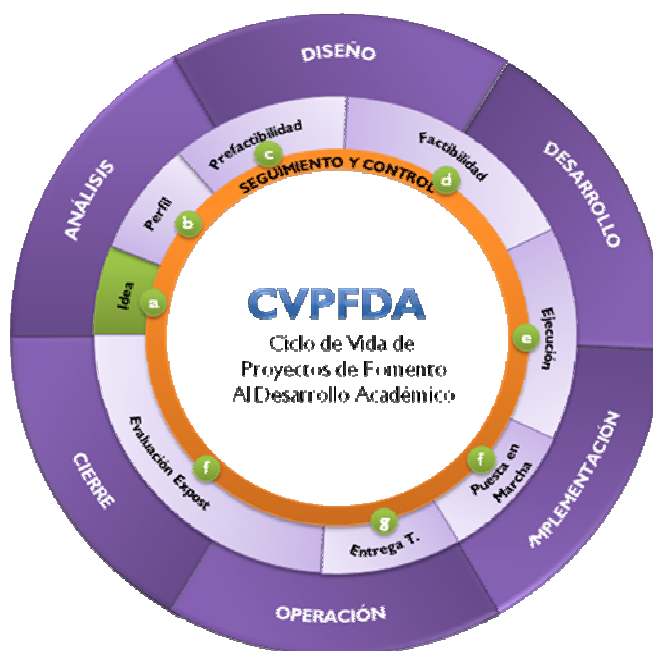 DISEÑO
DESARROLLO
IMPLEMENTACIÓN
OPERACIÓN
CIERRE
ANÁLISIS
Idea
Perfil
Prefactibilidad
Factibilidad
Ejecución
Puesta en
Marcha
Entrega T.
Evaluación Expost
SEGUIMIENTO Y CONTROL
a
b
c
d
e
f
g
f
CVPFDA
Ciclo de Vida de
Proyectos de Fomento
Al Desarrollo Académico